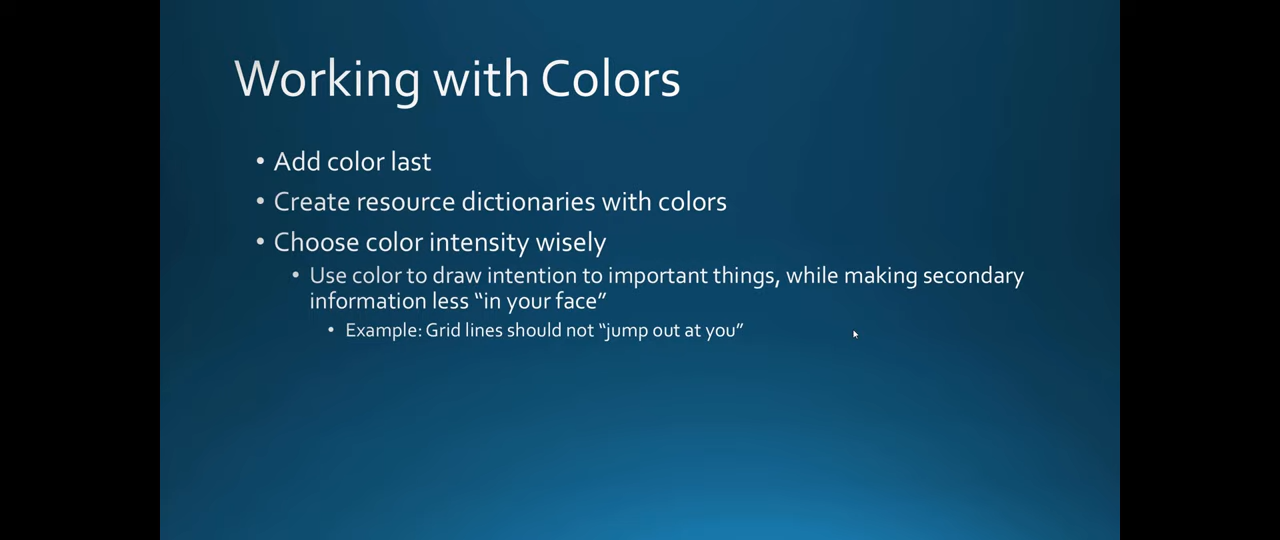 Working with Colors
• Add color last
• Create resource dictionaries with colors
• Choose color intensity wisely
• Use color to draw intention to important things, while making secondary
information less “in your face”
• Example: Grid lines should not “jump out at you”